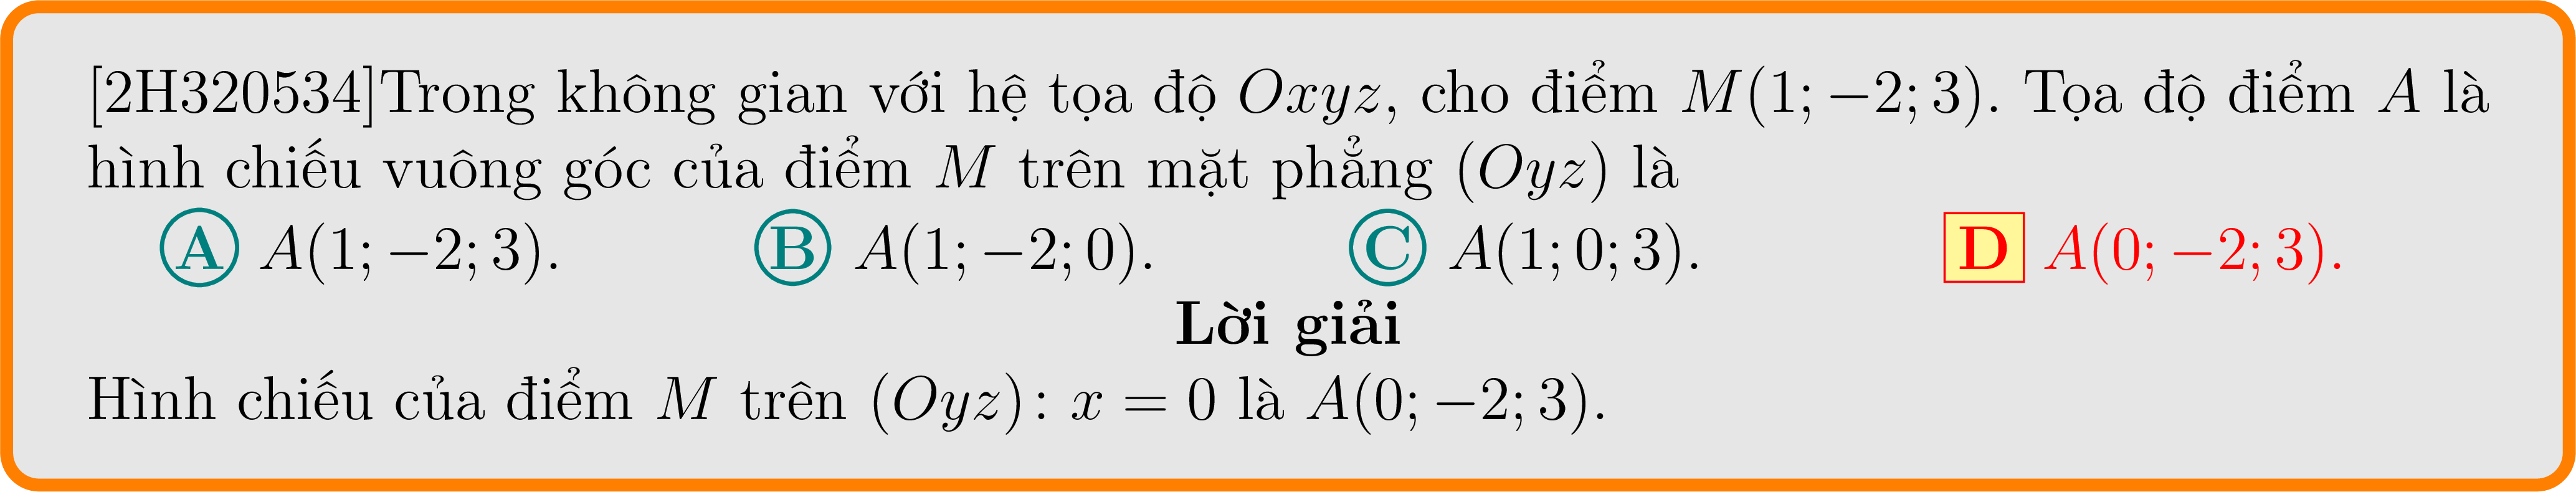 [2H320534]Trong không gian với hệ tọa độ Oxyz, cho điểm M(1; −2; 3). Tọa độ điểm A là
hình chiếu vuông góc của điểm M trên mặt phẳng (Oyz) là
A A(1; −2; 3). B A(1; −2; 0). C A(1; 0; 3). D A(0; −2; 3).
Lời giải
Hình chiếu của điểm M trên (Oyz): x = 0 là A(0; −2; 3).